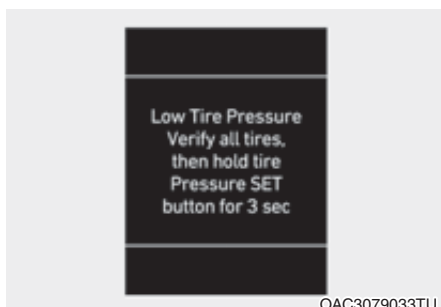 Low Tire Pressure
Verify all tires,
then hold tire
Pressure SET
button for 3 sec
OAC3079033TU